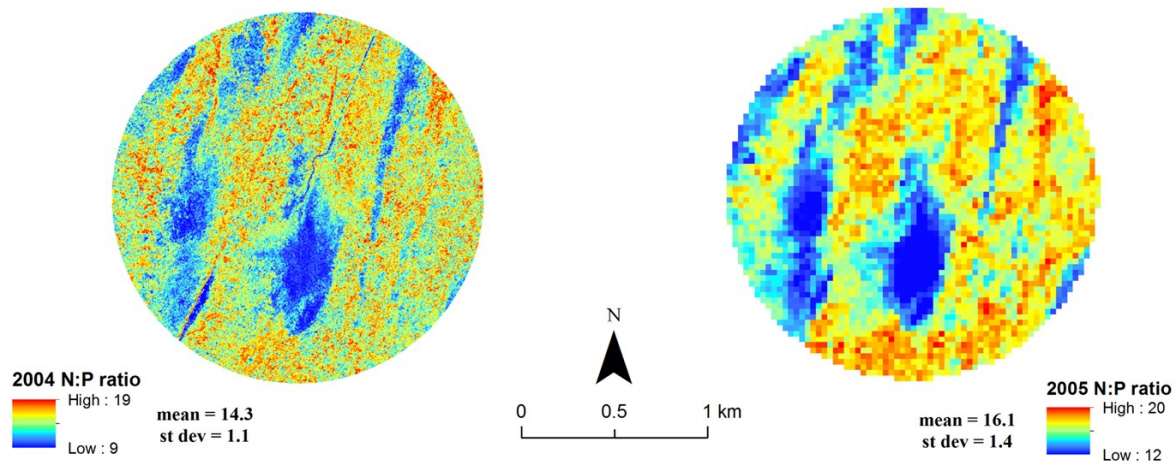 2004 N:P ratio
High : 19
Low : 9
mean = 14.3
st dev = 1.1
N
0 0.5 1 km
mean = 16.1
st dev = 1.4
2005 N:P ratio
High : 20
Low : 12